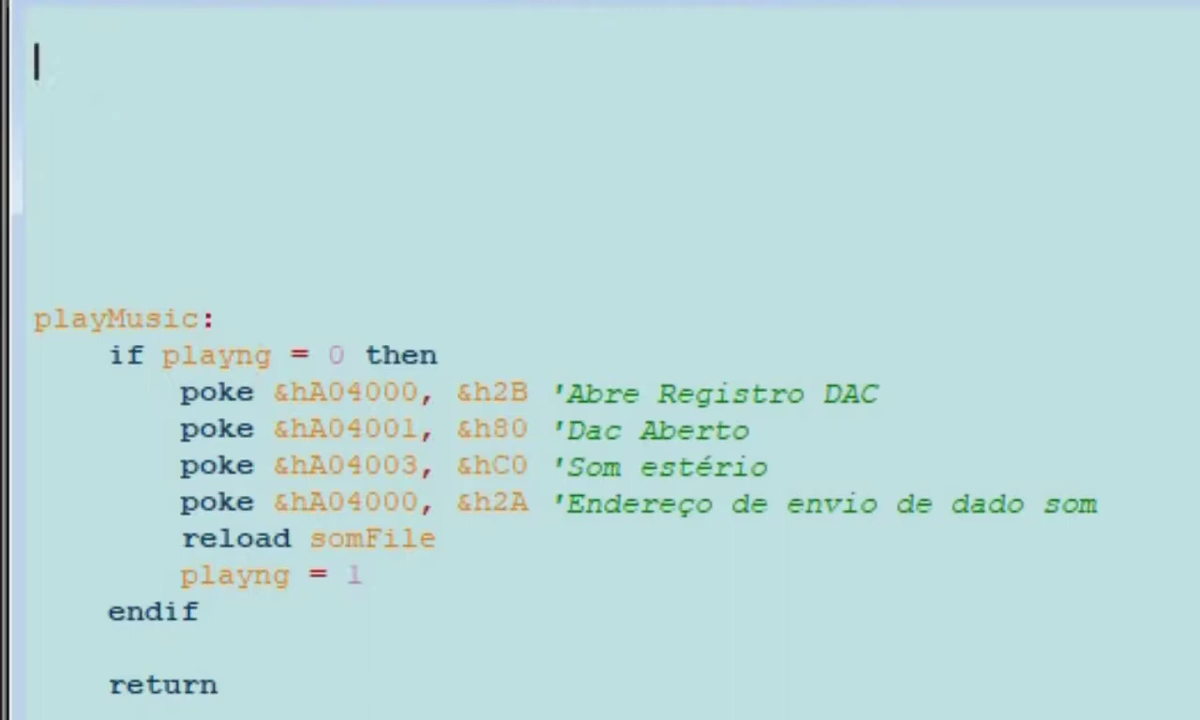 playMusic:
if playng = 0 then
poke &hA04000, &h2B 'Abre Registro DAC
poke &hA04001, &h80 'Dac Aberto
poke &hA04003, &hC0 'Som estério
poke &hA04000, &h2A 'Endereço de envio de dado som
reload somFile
playng = 1
endif
return